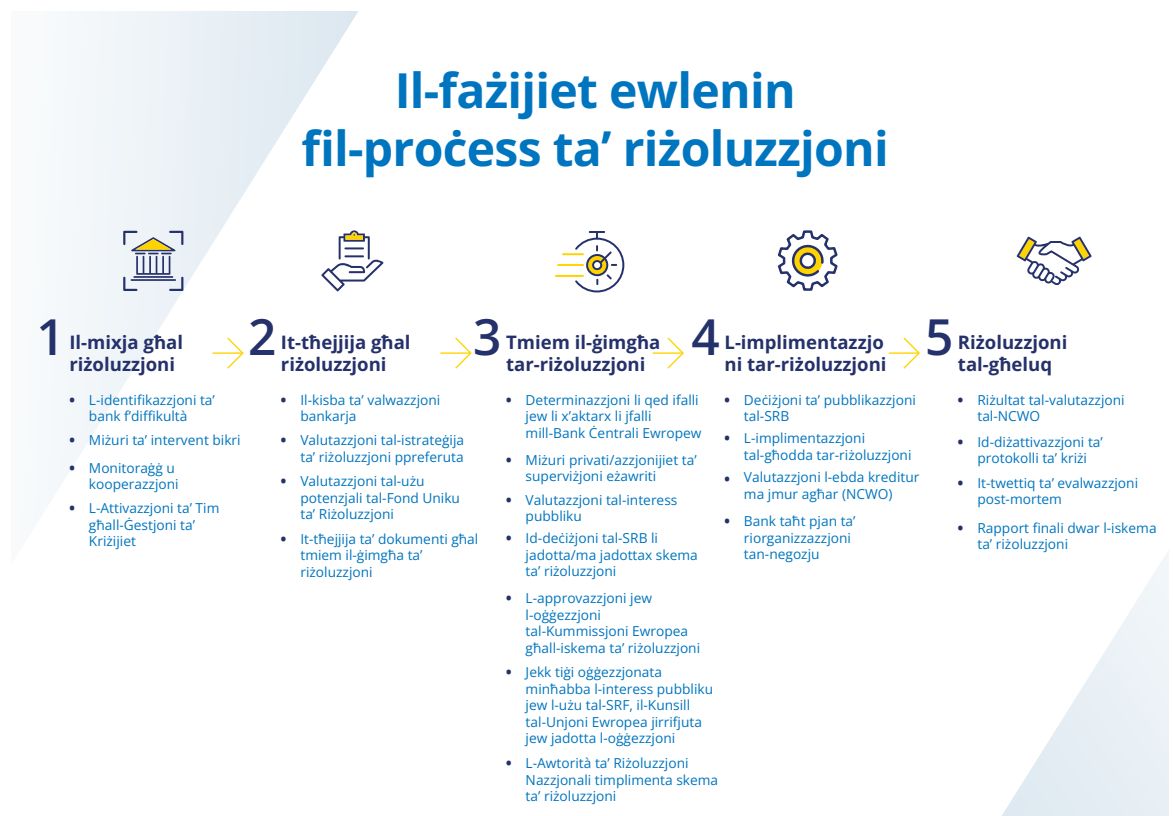 Il-fażijiet ewlenin
fil-proċess ta’ riżoluzzjoni
1 Il-mixja għal
riżoluzzjoni
• L-identifikazzjoni ta’
bank f’diffikultà
• Miżuri ta’ intervent bikri
• Monitoraġġ u
kooperazzjoni
• L-Attivazzjoni ta’ Tim
għall-Ġestjoni ta’
Kriżijiet
2 It-tħejjija għal
riżoluzzjoni
• Il-kisba ta’ valwazzjoni
bankarja
• Valutazzjoni tal-istrateġija
ta’ riżoluzzjoni ppreferuta
• Valutazzjoni tal-użu
potenzjali tal-Fond Uniku
ta’ Riżoluzzjoni
• It-tħejjija ta’ dokumenti għal
tmiem il-ġimgħa ta’
riżoluzzjoni
3 Tmiem il-ġimgħa
tar-riżoluzzjoni
• Determinazzjoni li qed ifalli
jew li x’aktarx li jfalli
mill-Bank Ċentrali Ewropew
• Miżuri privati/azzjonijiet ta’
superviżjoni eżawriti
• Valutazzjoni tal-interess
pubbliku
• Id-deċiżjoni tal-SRB li
jadotta/ma jadottax skema
ta’ riżoluzzjoni
• L-approvazzjoni jew
l-oġġezzjoni
tal-Kummissjoni Ewropea
għall-iskema ta’ riżoluzzjoni
• Jekk tiġi oġġezzjonata
minħabba l-interess pubbliku
jew l-użu tal-SRF, il-Kunsill
tal-Unjoni Ewropea jirrifjuta
jew jadotta l-oġġezzjoni
• L-Awtorità ta’ Riżoluzzjoni
Nazzjonali timplimenta skema
ta’ riżoluzzjoni
4 L-implimentazzjo
ni tar-riżoluzzjoni
• Deċiżjoni ta’ pubblikazzjoni
tal-SRB
• L-implimentazzjoni
tal-għodda tar-riżoluzzjoni
• Valutazzjoni l-ebda kreditur
ma jmur agħar (NCWO)
• Bank taħt pjan ta’
riorganizzazzjoni
tan-negozju
5 Riżoluzzjoni
tal-għeluq
• Riżultat tal-valutazzjoni
tal-NCWO
• Id-diżattivazzjoni ta’
protokolli ta’ kriżi
• It-twettiq ta’ evalwazzjoni
post-mortem
• Rapport finali dwar l-iskema
ta’ riżoluzzjoni